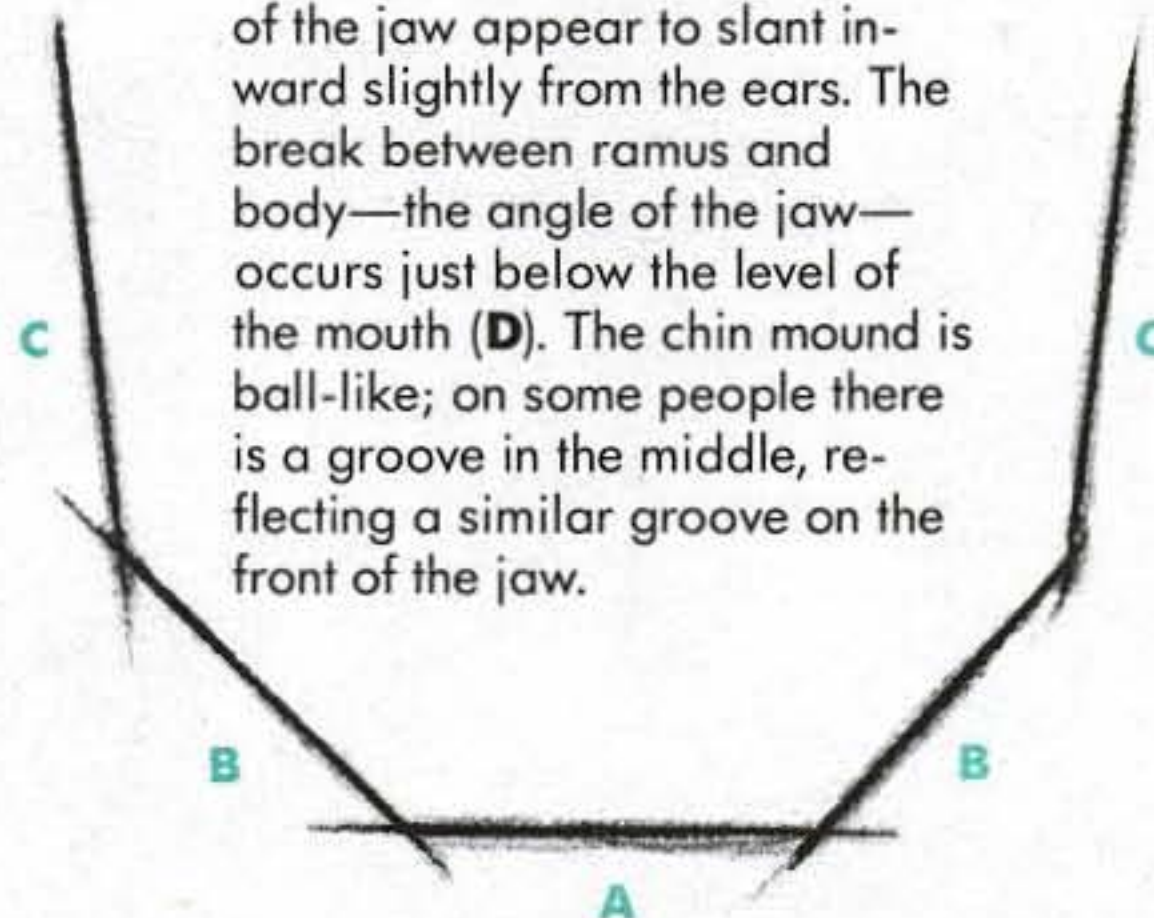 of the jaw appear to slant in-
ward slightly from the ears. The
break between ramus and
body—the angle of the jaw—
occurs just below the level of
the mouth (D). The chin mound is
ball-like; on some people there
is a groove in the middle, re-
flecting a similar groove on the
front of the jaw.
C
C
B
B
A